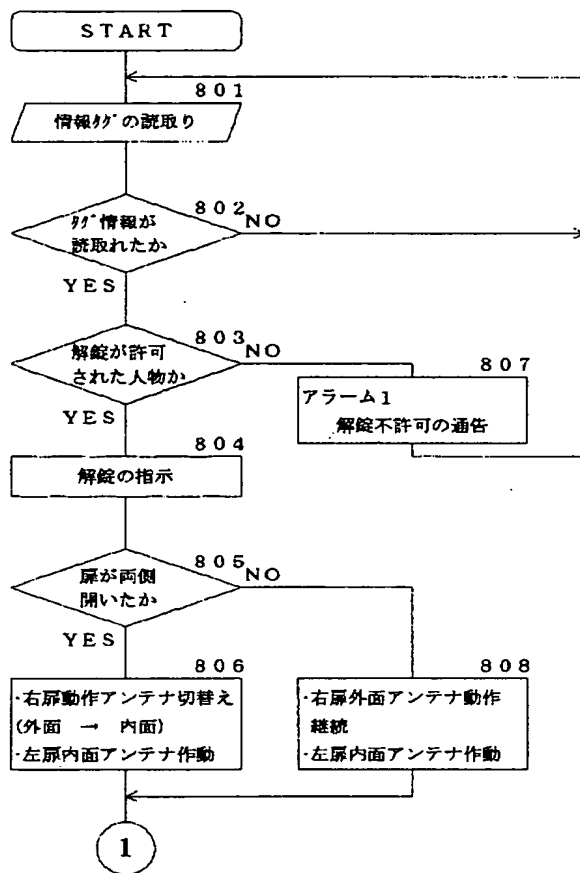 START
801
情報ﾀｸﾞの読取り
802
ﾀｸﾞ情報が
読取れたか
NO
YES
803
解錠が許可
された人物か
NO
YES
807
アラーム1
解錠不許可の通告
804
解錠の指示
805
扉が両側
開いたか
NO
YES
806
・右扉動作アンテナ切替え
(外面 → 内面)
・左扉内面アンテナ作動
808
・右扉外面アンテナ動作
継続
・左扉内面アンテナ作動
1